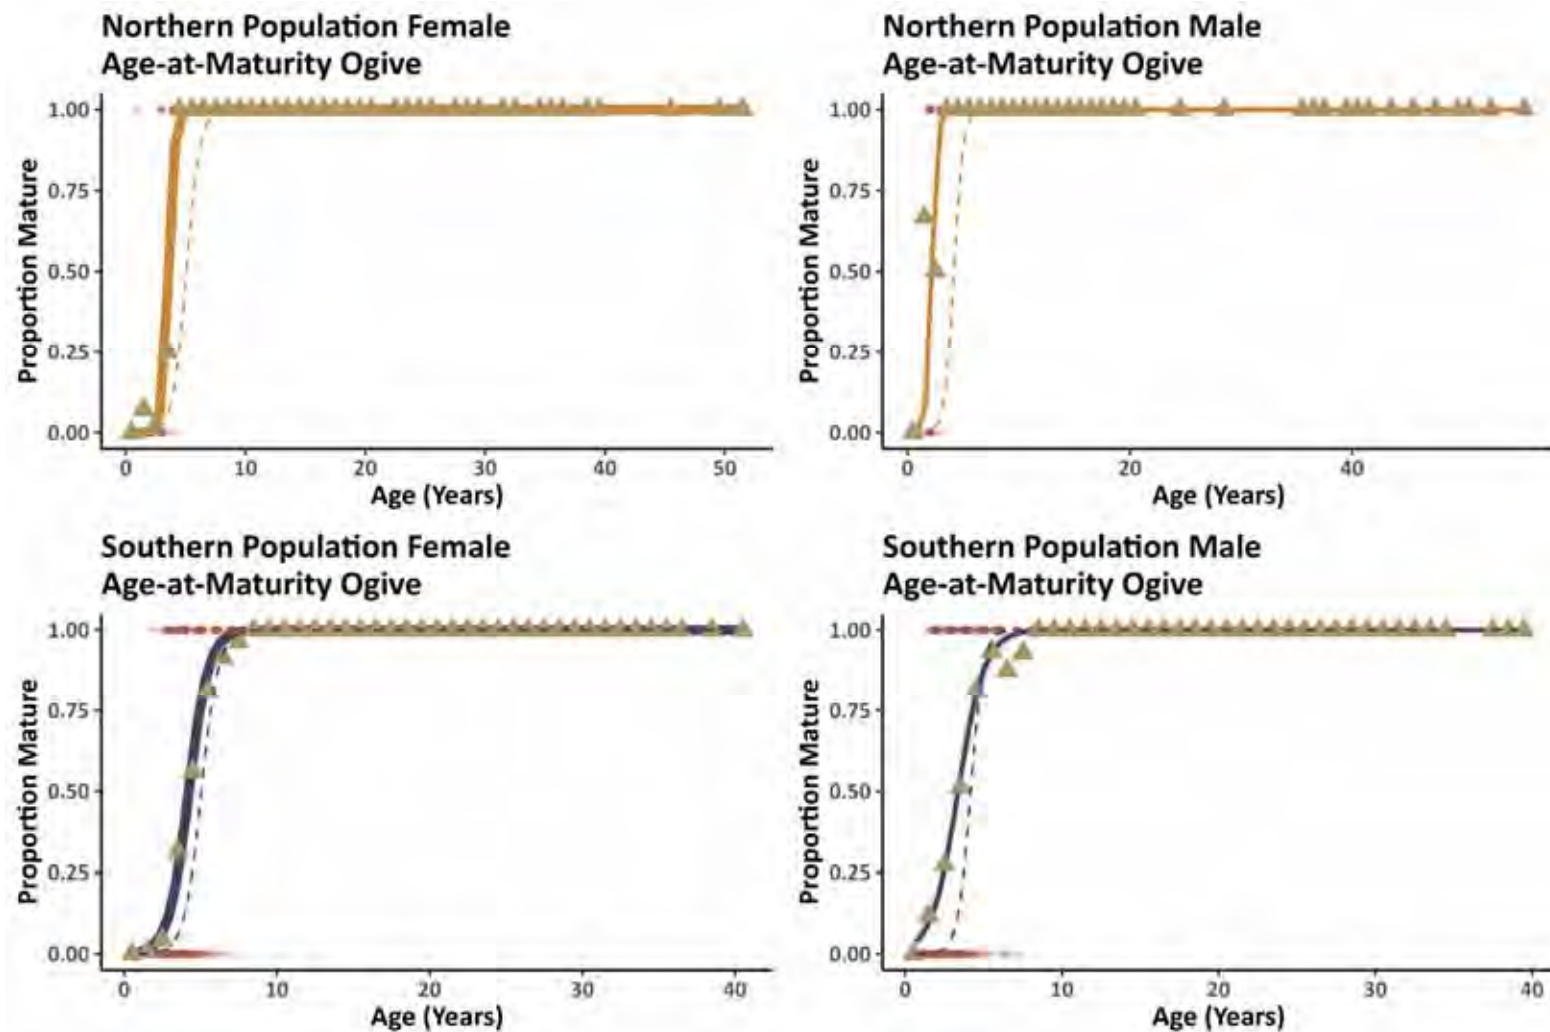 Northern Population Female
Age-at-Maturity Ogive
Proportion Mature
1.00
0.75
0.50
0.25
0.00
0 10 20 30 40 50
Age (Years)
Northern Population Male
Age-at-Maturity Ogive
Proportion Mature
1.00
0.75
0.50
0.25
0.00
0 20 40
Age (Years)
Southern Population Female
Age-at-Maturity Ogive
Proportion Mature
1.00
0.75
0.50
0.25
0.00
0 10 20 30 40
Age (Years)
Southern Population Male
Age-at-Maturity Ogive
Proportion Mature
1.00
0.75
0.50
0.25
0.00
0 10 20 30 40
Age (Years)